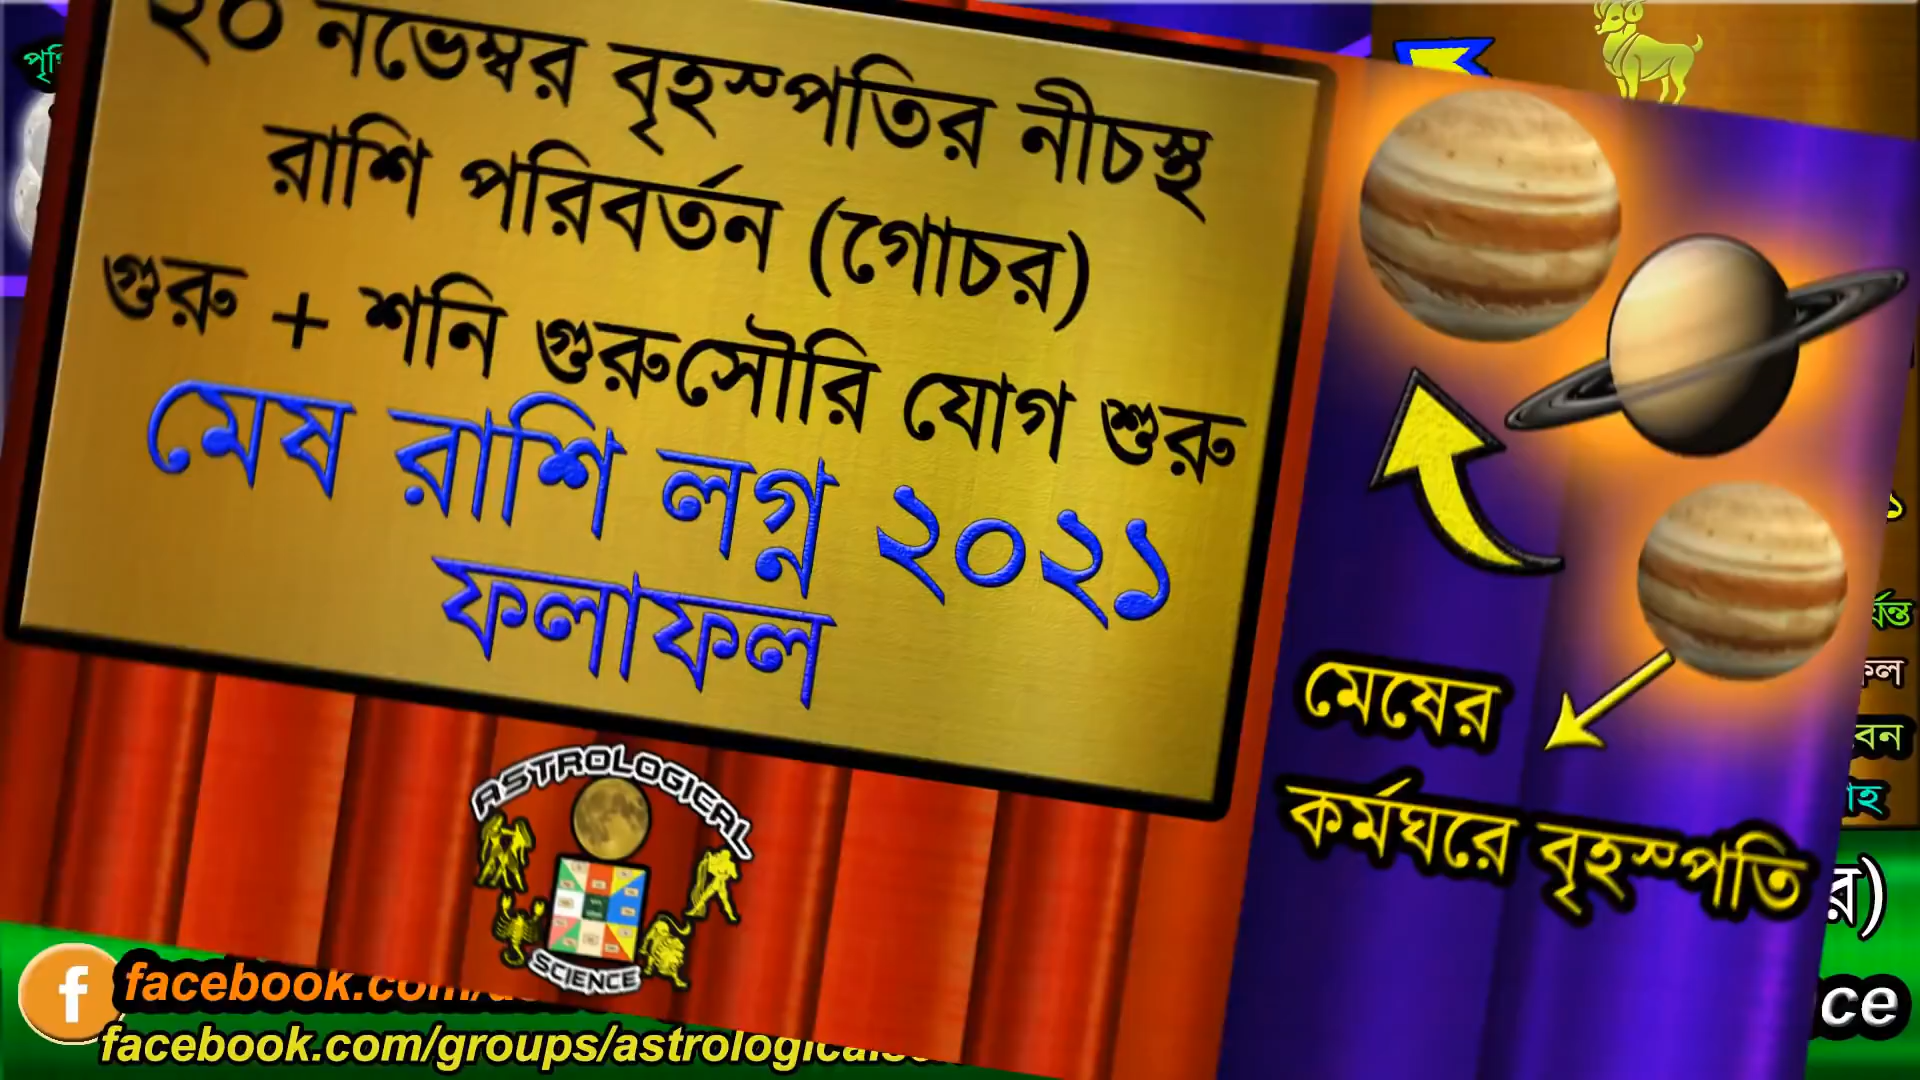 ২০ নভেম্বর বৃহস্পতির নীচস্থ
রাশি পরিবর্তন (গোচর)
গুরু + শনি গুরুসৌরি যোগ শুরু
মেষ রাশি লগ্ন ২০২১
ফলাফল
মেষের
কর্মঘরে বৃহস্পতি
ASTROLOGICAL
SCIENCE
facebook.com/
facebook.com/groups/astrological